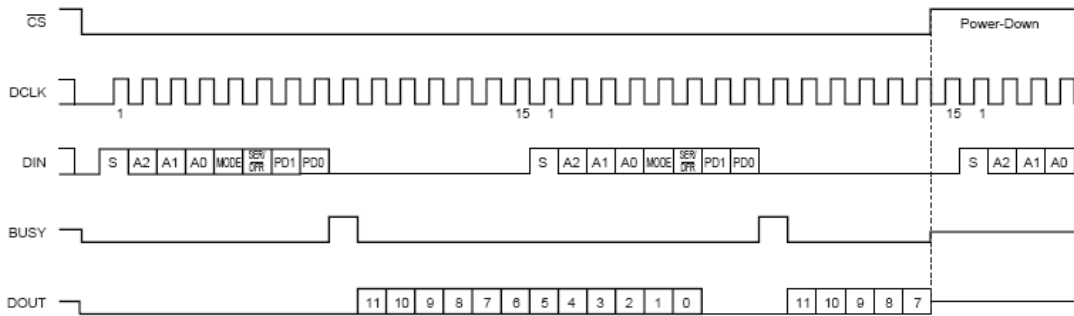 CS Power-Down
DCLK
1 15 1 15 1
DIN S A2 A1 A0 MODE SER/DFR PD1 PD0 S A2 A1 A0 MODE SER/DFR PD1 PD0 S A2 A1 A0
BUSY
DOUT 11 10 9 8 7 6 5 4 3 2 1 0 11 10 9 8 7